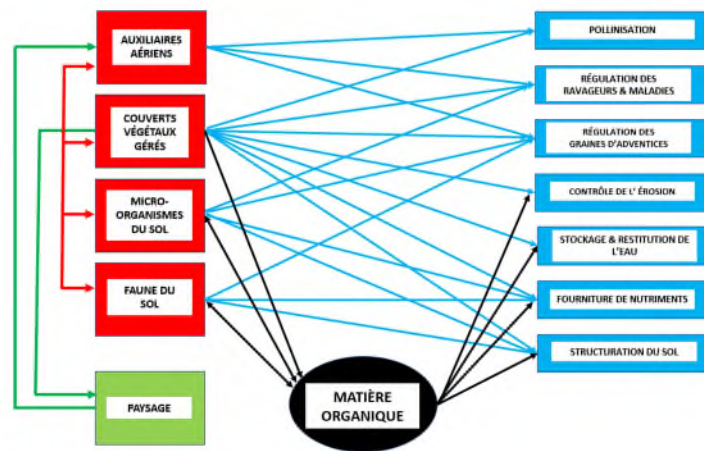 AUXILIAIRES
AÉRIENS
COUVERTS
VÉGÉTAUX
GÉRÉS
MICRO-
ORGANISMES
DU SOL
FAUNE DU
SOL
PAYSAGE
MATIÈRE
ORGANIQUE
POLLINISATION
RÉGULATION DES
RAVAGEURS & MALADIES
RÉGULATION DES
GRAINES D'ADVENTICES
CONTRÔLE DE L' ÉROSION
STOCKAGE & RESTITUTION DE
L'EAU
FOURNITURE DE NUTRIMENTS
STRUCTURATION DU SOL